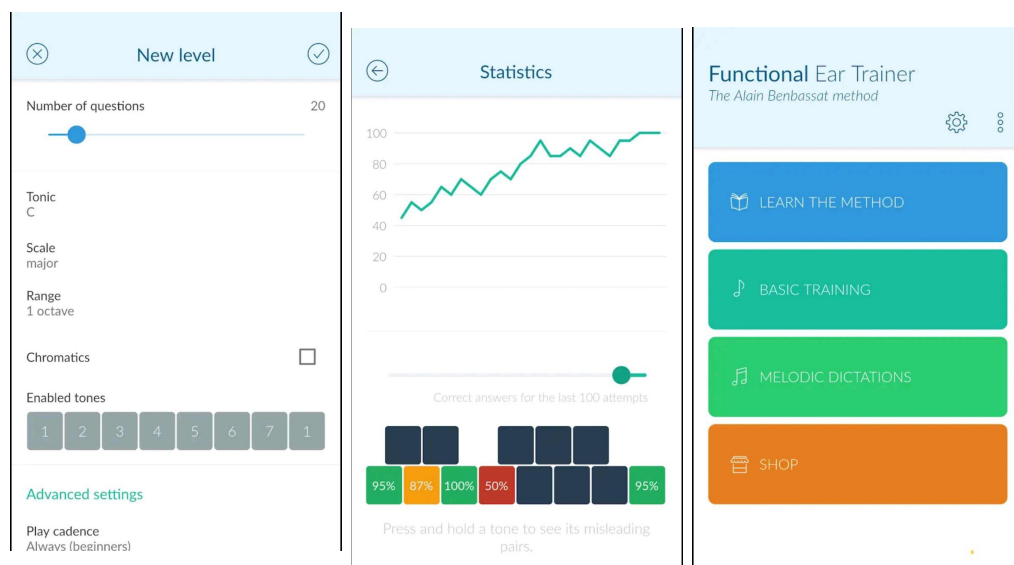 New level
Number of questions 20
Tonic
C
Scale
major
Range
1 octave
Chromatics
Enabled tones
1 2 3 4 5 6 7 1
Advanced settings
Play cadence
Always (beginners)
Statistics
100
80
60
40
20
0
Correct answers for the last 100 attempts
95% 87% 100% 50% 95%
Press and hold a tone to see its misleading
pairs.
Functional Ear Trainer
The Alain Benbassat method
LEARN THE METHOD
BASIC TRAINING
MELODIC DICTATIONS
SHOP